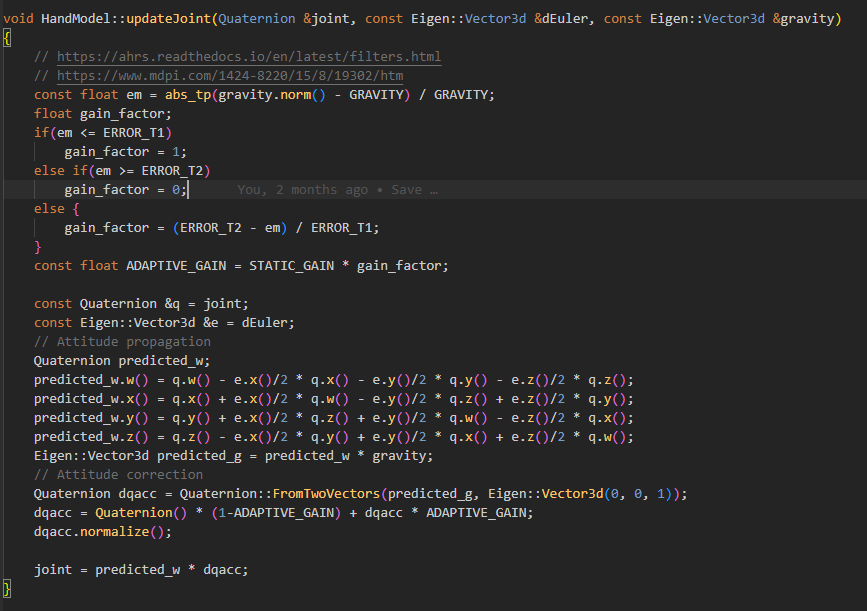 void HandModel::updateJoint(Quaternion &joint, const Eigen::Vector3d &dEuler, const Eigen::Vector3d &gravity)
{
    // https://ahrs.readthedocs.io/en/latest/filters.html
    // https://www.mdpi.com/1424-8220/15/8/19302/htm
    const float em = abs_tp(gravity.norm() - GRAVITY) / GRAVITY;
    float gain_factor;
    if(em <= ERROR_T1)
        gain_factor = 1;
    else if(em >= ERROR_T2)
        gain_factor = 0;      You, 2 months ago • Save …
    else {
        gain_factor = (ERROR_T2 - em) / ERROR_T1;
    }
    const float ADAPTIVE_GAIN = STATIC_GAIN * gain_factor;

    const Quaternion &q = joint;
    const Eigen::Vector3d &e = dEuler;
    // Attitude propagation
    Quaternion predicted_w;
    predicted_w.w() = q.w() - e.x()/2 * q.x() - e.y()/2 * q.y() - e.z()/2 * q.z();
    predicted_w.x() = q.x() + e.x()/2 * q.w() - e.y()/2 * q.z() + e.z()/2 * q.y();
    predicted_w.y() = q.y() + e.x()/2 * q.z() + e.y()/2 * q.w() - e.z()/2 * q.x();
    predicted_w.z() = q.z() - e.x()/2 * q.y() + e.y()/2 * q.x() + e.z()/2 * q.w();
    Eigen::Vector3d predicted_g = predicted_w * gravity;
    // Attitude correction
    Quaternion dqacc = Quaternion::FromTwoVectors(predicted_g, Eigen::Vector3d(0, 0, 1));
    dqacc = Quaternion() * (1-ADAPTIVE_GAIN) + dqacc * ADAPTIVE_GAIN;
    dqacc.normalize();

    joint = predicted_w * dqacc;
}